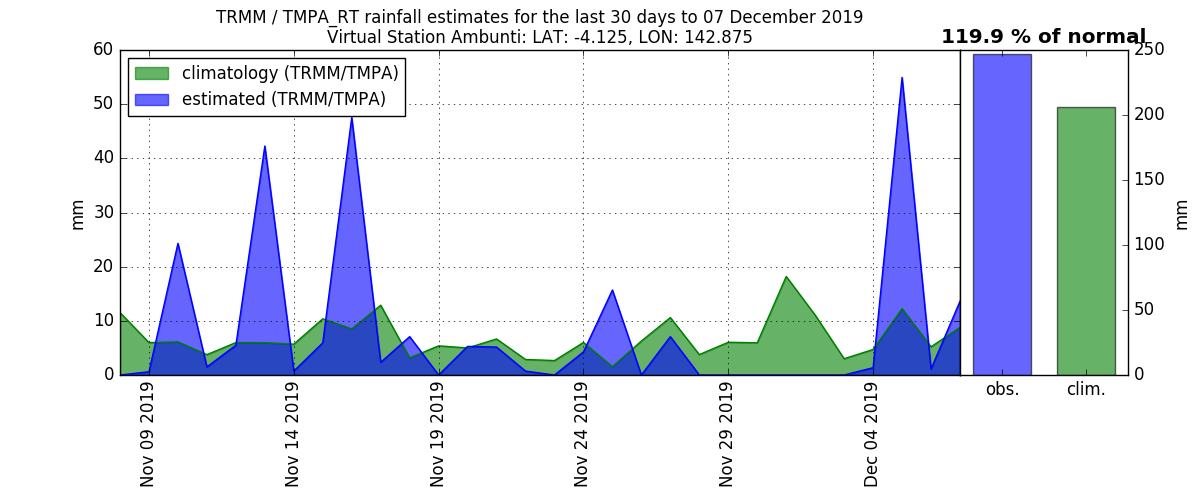 TRMM / TMPA_RT rainfall estimates for the last 30 days to 07 December 2019
Virtual Station Ambunti: LAT: -4.125, LON: 142.875
119.9 % of normal
climatology (TRMM/TMPA)
estimated (TRMM/TMPA)
60
50
40
30
20
10
0
mm
Nov 09 2019
Nov 14 2019
Nov 19 2019
Nov 24 2019
Nov 29 2019
Dec 04 2019
obs.
clim.
250
200
150
100
50
0
mm